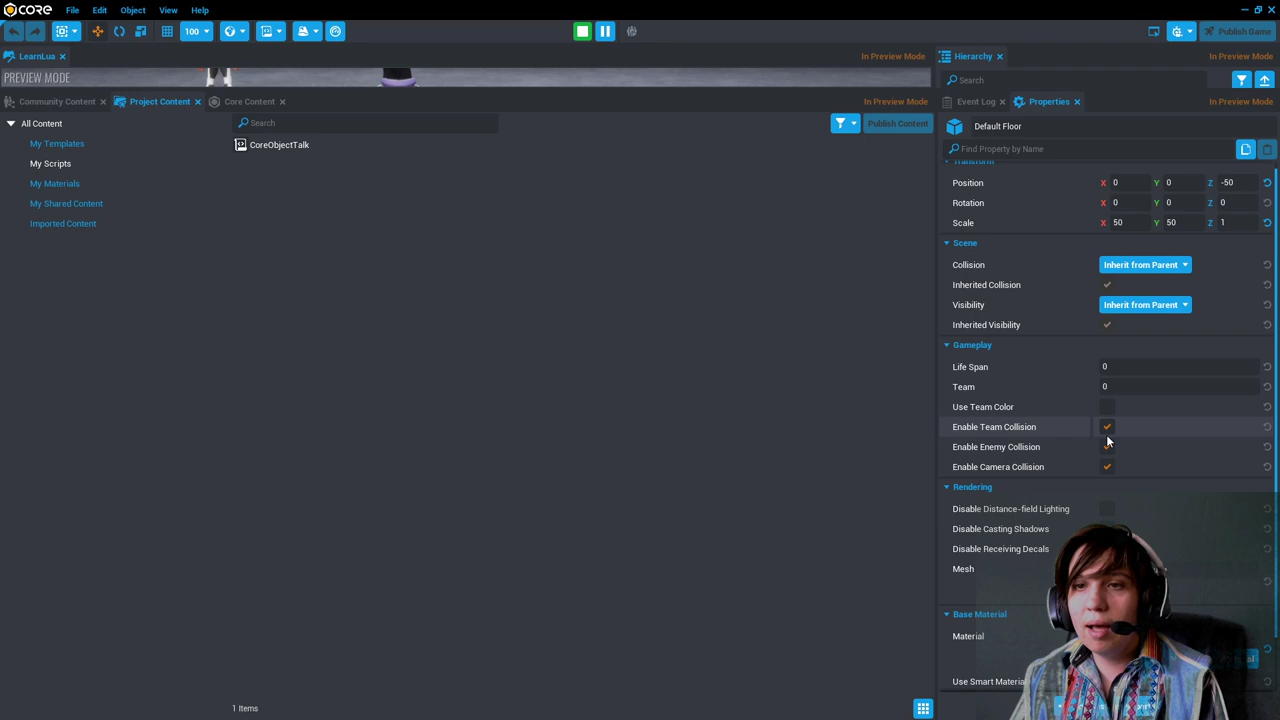 CORE File Edit Object View Help
100 Publish Game
LearnLua In Preview Mode Hierarchy In Preview Mode
PREVIEW MODE Search
Community Content Project Content Core Content In Preview Mode Event Log Properties In Preview Mode
All Content Search Publish Content Default Floor
My Templates CoreObjectTalk Find Property by Name
My Scripts
My Materials Position X 0 Y 0 Z -50
My Shared Content Rotation X 0 Y 0 Z 0
Imported Content Scale X 50 Y 50 Z 1
Scene
Collision Inherit from Parent
Inherited Collision
Visibility Inherit from Parent
Inherited Visibility
Gameplay
Life Span 0
Team 0
Use Team Color
Enable Team Collision
Enable Enemy Collision
Enable Camera Collision
Rendering
Disable Distance-field Lighting
Disable Casting Shadows
Disable Receiving Decals
Mesh
Base Material
Material
Use Smart Materia
1 Items